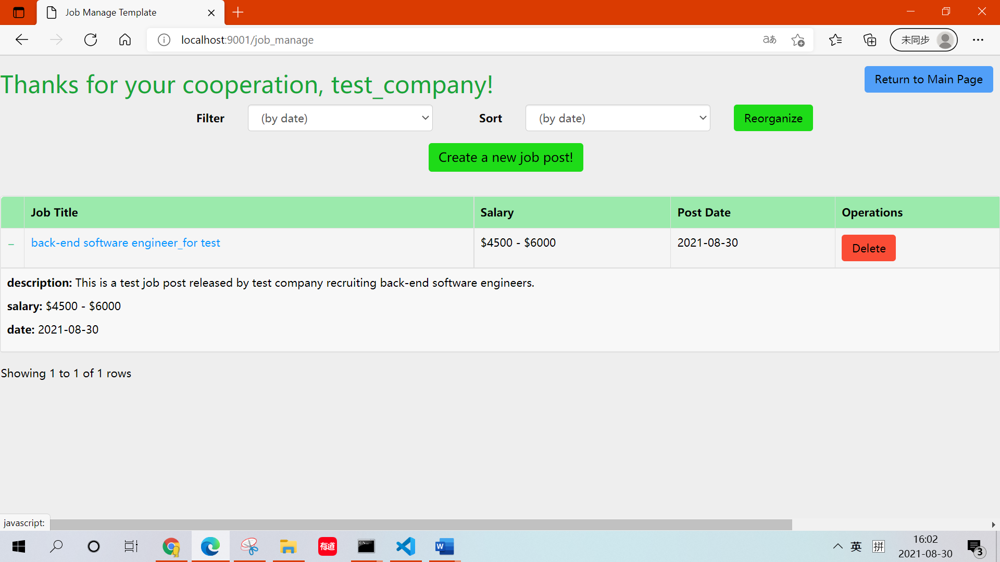 Job Manage Template
localhost:9001/job_manage
aあ
未同步
Thanks for your cooperation, test_company!
Return to Main Page
Filter
(by date)
Sort
(by date)
Reorganize
Create a new job post!
Job Title
Salary
Post Date
Operations
back-end software engineer_for test
$4500 - $6000
2021-08-30
Delete
description: This is a test job post released by test company recruiting back-end software engineers.
salary: $4500 - $6000
date: 2021-08-30
Showing 1 to 1 of 1 rows
javascript:
有道
C:\_
W
英
拼
16:02
2021-08-30
3